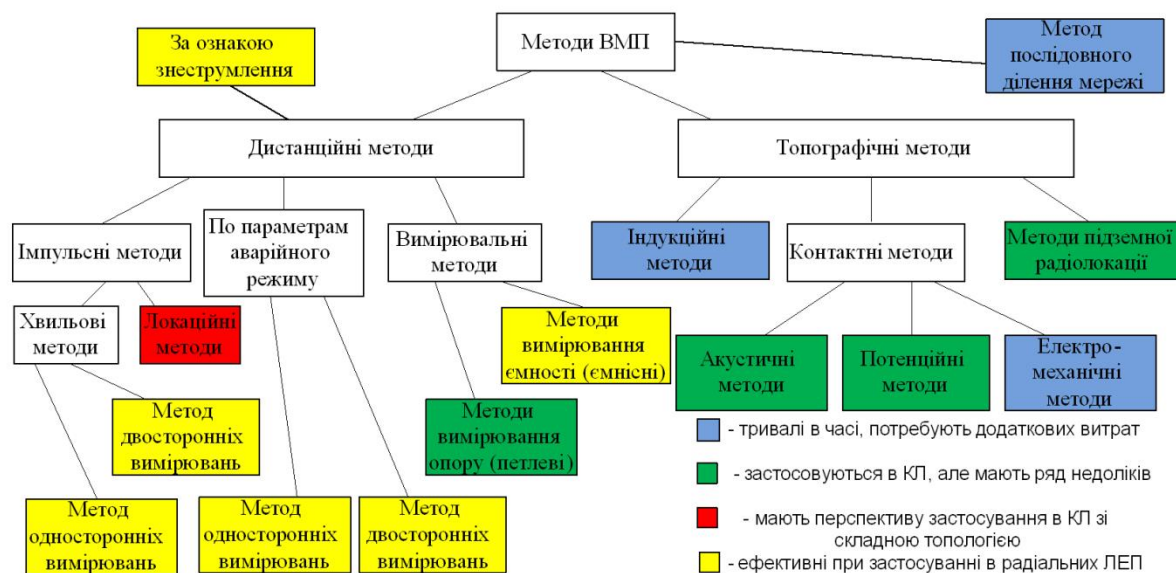 За ознакою
знеструмлення
Методи ВМП
Метод
послідовного
ділення мережі
Дистанційні методи
Топографічні методи
Імпульсні методи
По параметрам
аварійного
режиму
Вимірювальні
методи
Індукційні
методи
Контактні методи
Методи підземної
радіолокації
Хвильові
методи
Локаційні
методи
Методи
вимірювання
ємності (ємнісні)
Акустичні
методи
Потенційні
методи
Електро-
механічні
методи
Метод
двосторонніх
вимірювань
Методи
вимірювання
опору (петлеві)
Метод
односторонніх
вимірювань
Метод
односторонніх
вимірювань
Метод
двосторонніх
вимірювань
- тривалі в часі, потребують додаткових витрат
- застосовуються в КЛ, але мають ряд недоліків
- мають перспективу застосування в КЛ зі
складною топологією
- ефективні при застосуванні в радіальних ЛЕП